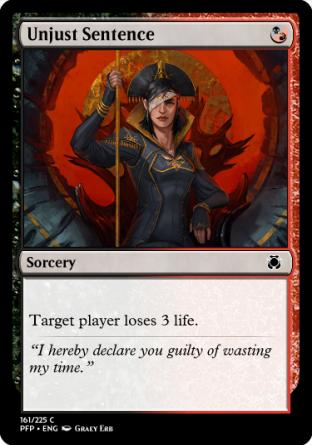 Unjust Sentence
Sorcery
Target player loses 3 life.
“I hereby declare you guilty of wasting
my time.”
161/225 C
PFP • ENG Graey Erb